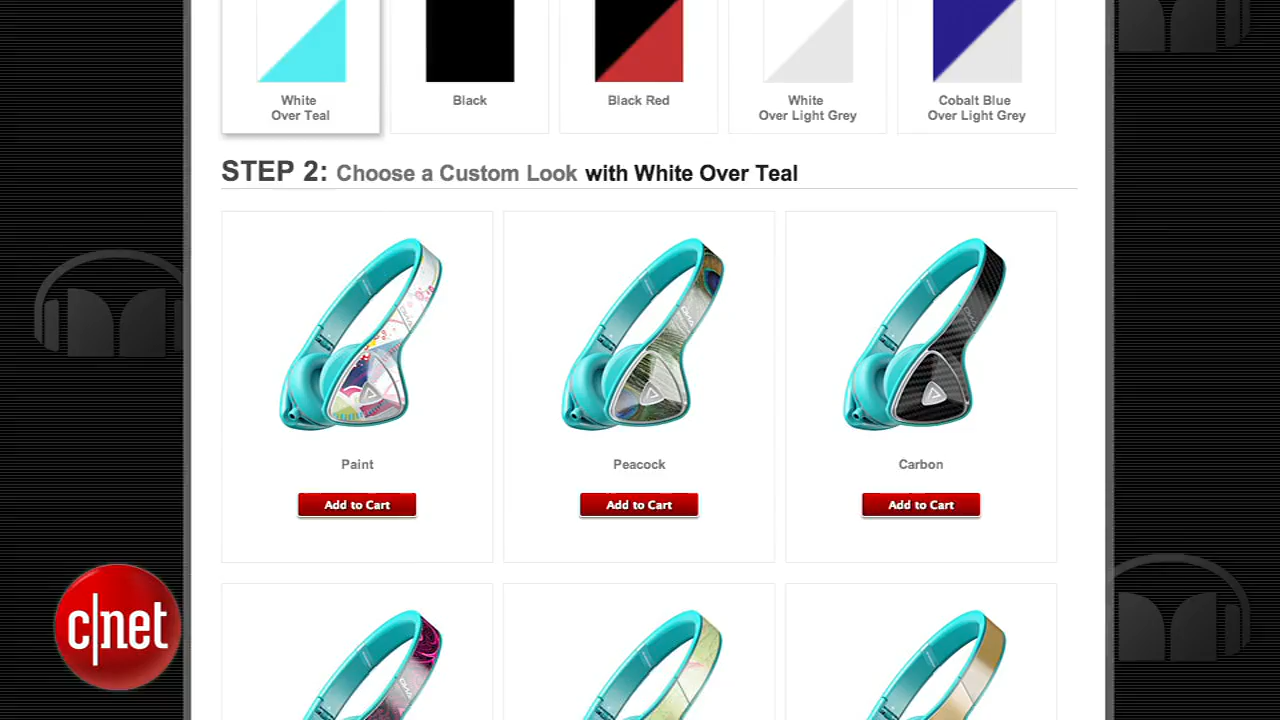 White
Over Teal
Black
Black Red
White
Over Light Grey
Cobalt Blue
Over Light Grey
STEP 2: Choose a Custom Look with White Over Teal
Paint
Peacock
Carbon
Add to Cart
Add to Cart
Add to Cart
c|net